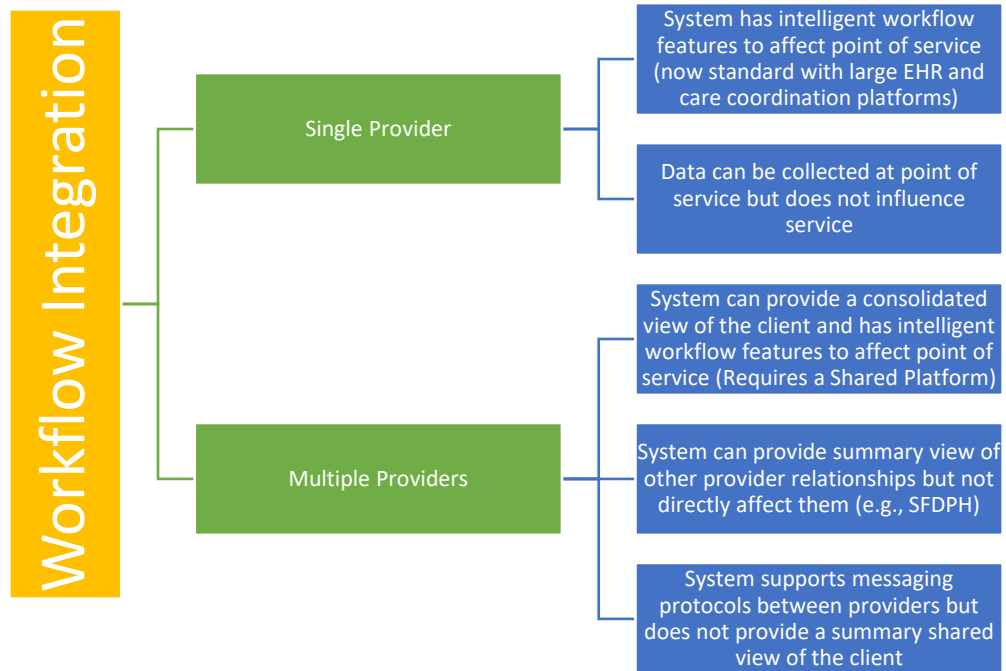 Workflow Integration
Single Provider
System has intelligent workflow
features to affect point of service
(now standard with large EHR and
care coordination platforms)
Data can be collected at point of
service but does not influence
service
Multiple Providers
System can provide a consolidated
view of the client and has intelligent
workflow features to affect point of
service (Requires a Shared Platform)
System can provide summary view of
other provider relationships but not
directly affect them (e.g., SFDPH)
System supports messaging
protocols between providers but
does not provide a summary shared
view of the client